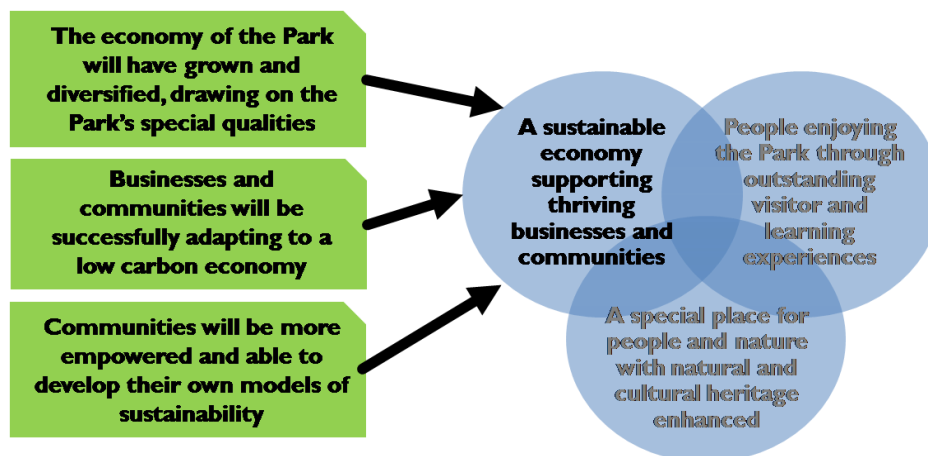 The economy of the Park
will have grown and
diversified, drawing on the
Park's special qualities
Businesses and
communities will be
successfully adapting to a
low carbon economy
Communities will be more
empowered and able to
develop their own models of
sustainability
A sustainable
economy
supporting
thriving
businesses and
communities
People enjoying
the Park through
outstanding
visitor and
learning
experiences
A special place for
people and nature
with natural and
cultural heritage
enhanced